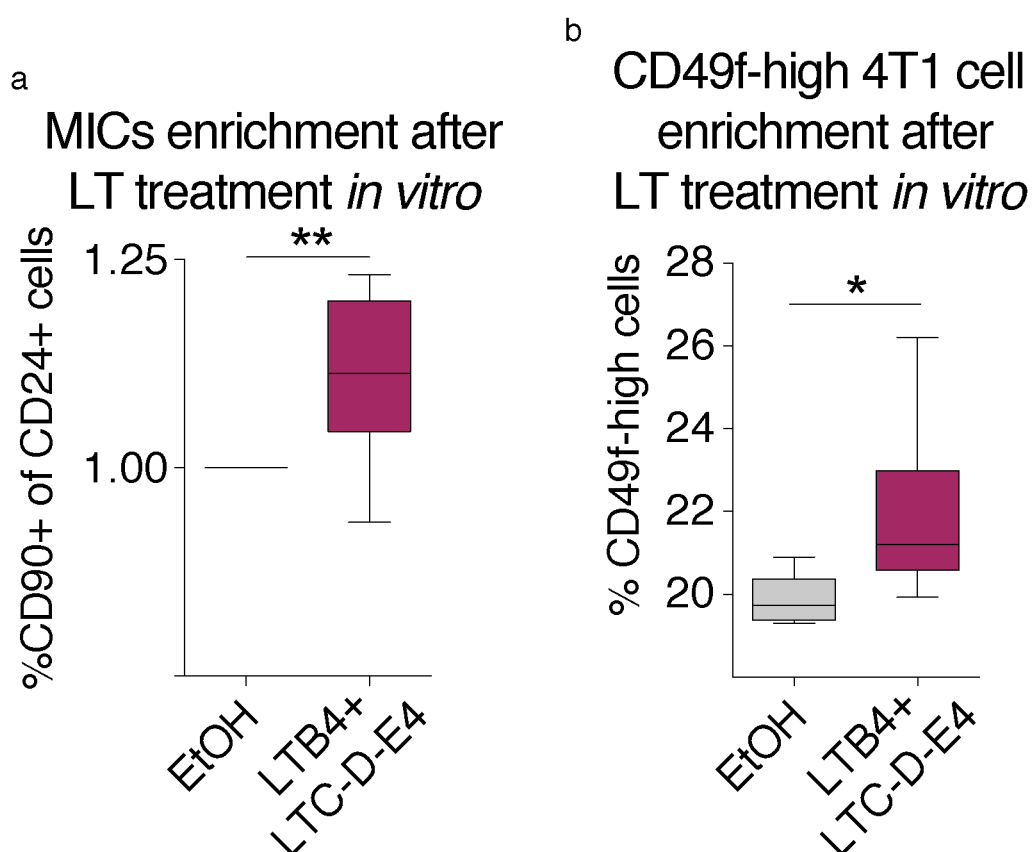 a
MICs enrichment after
LT treatment in vitro
%CD90+ of CD24+ cells
**
1.25
1.00
EtOH
LTB4+
LTC-D-E4
b
CD49f-high 4T1 cell
enrichment after
LT treatment in vitro
% CD49f-high cells
*
28
26
24
22
20
EtOH
LTB4+
LTC-D-E4